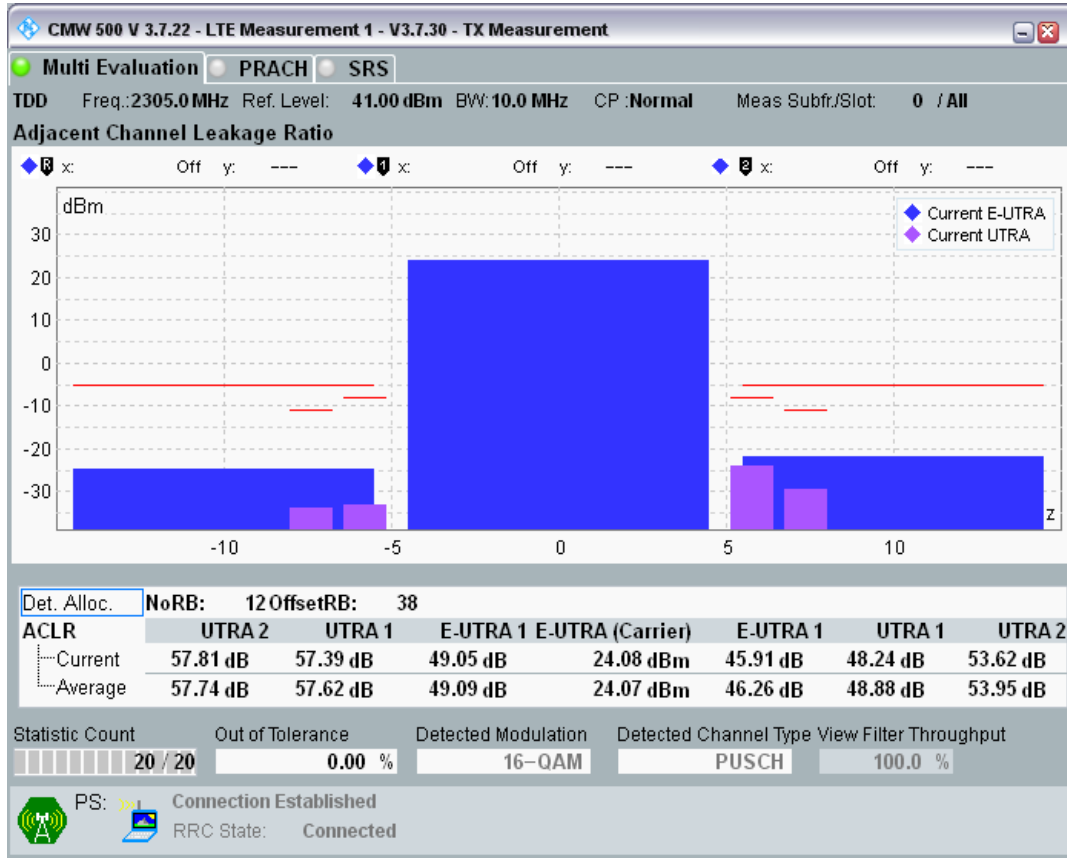 CMW 500 V 3.7.22 - LTE Measurement 1 - V3.7.30 - TX Measurement
Multi Evaluation PRACH SRS
TDD Freq.:2305.0 MHz Ref. Level: 41.00 dBm BW:10.0 MHz CP :Normal Meas Subfr./Slot: 0 / All
Adjacent Channel Leakage Ratio
R x: Off y: --- 1 x: Off y: --- 2 x: Off y: ---
dBm
Current E-UTRA
Current UTRA
30
20
10
0
-10
-20
-30
z
-10 -5 0 5 10
Det. Alloc. NoRB: 12 OffsetRB: 38
ACLR UTRA 2 UTRA 1 E-UTRA 1 E-UTRA (Carrier) E-UTRA 1 UTRA 1 UTRA 2
Current 57.81 dB 57.39 dB 49.05 dB 24.08 dBm 45.91 dB 48.24 dB 53.62 dB
Average 57.74 dB 57.62 dB 49.09 dB 24.07 dBm 46.26 dB 48.88 dB 53.95 dB
Statistic Count Out of Tolerance Detected Modulation Detected Channel Type View Filter Throughput
20 / 20 0.00 % 16-QAM PUSCH 100.0 %
PS: Connection Established
RRC State: Connected